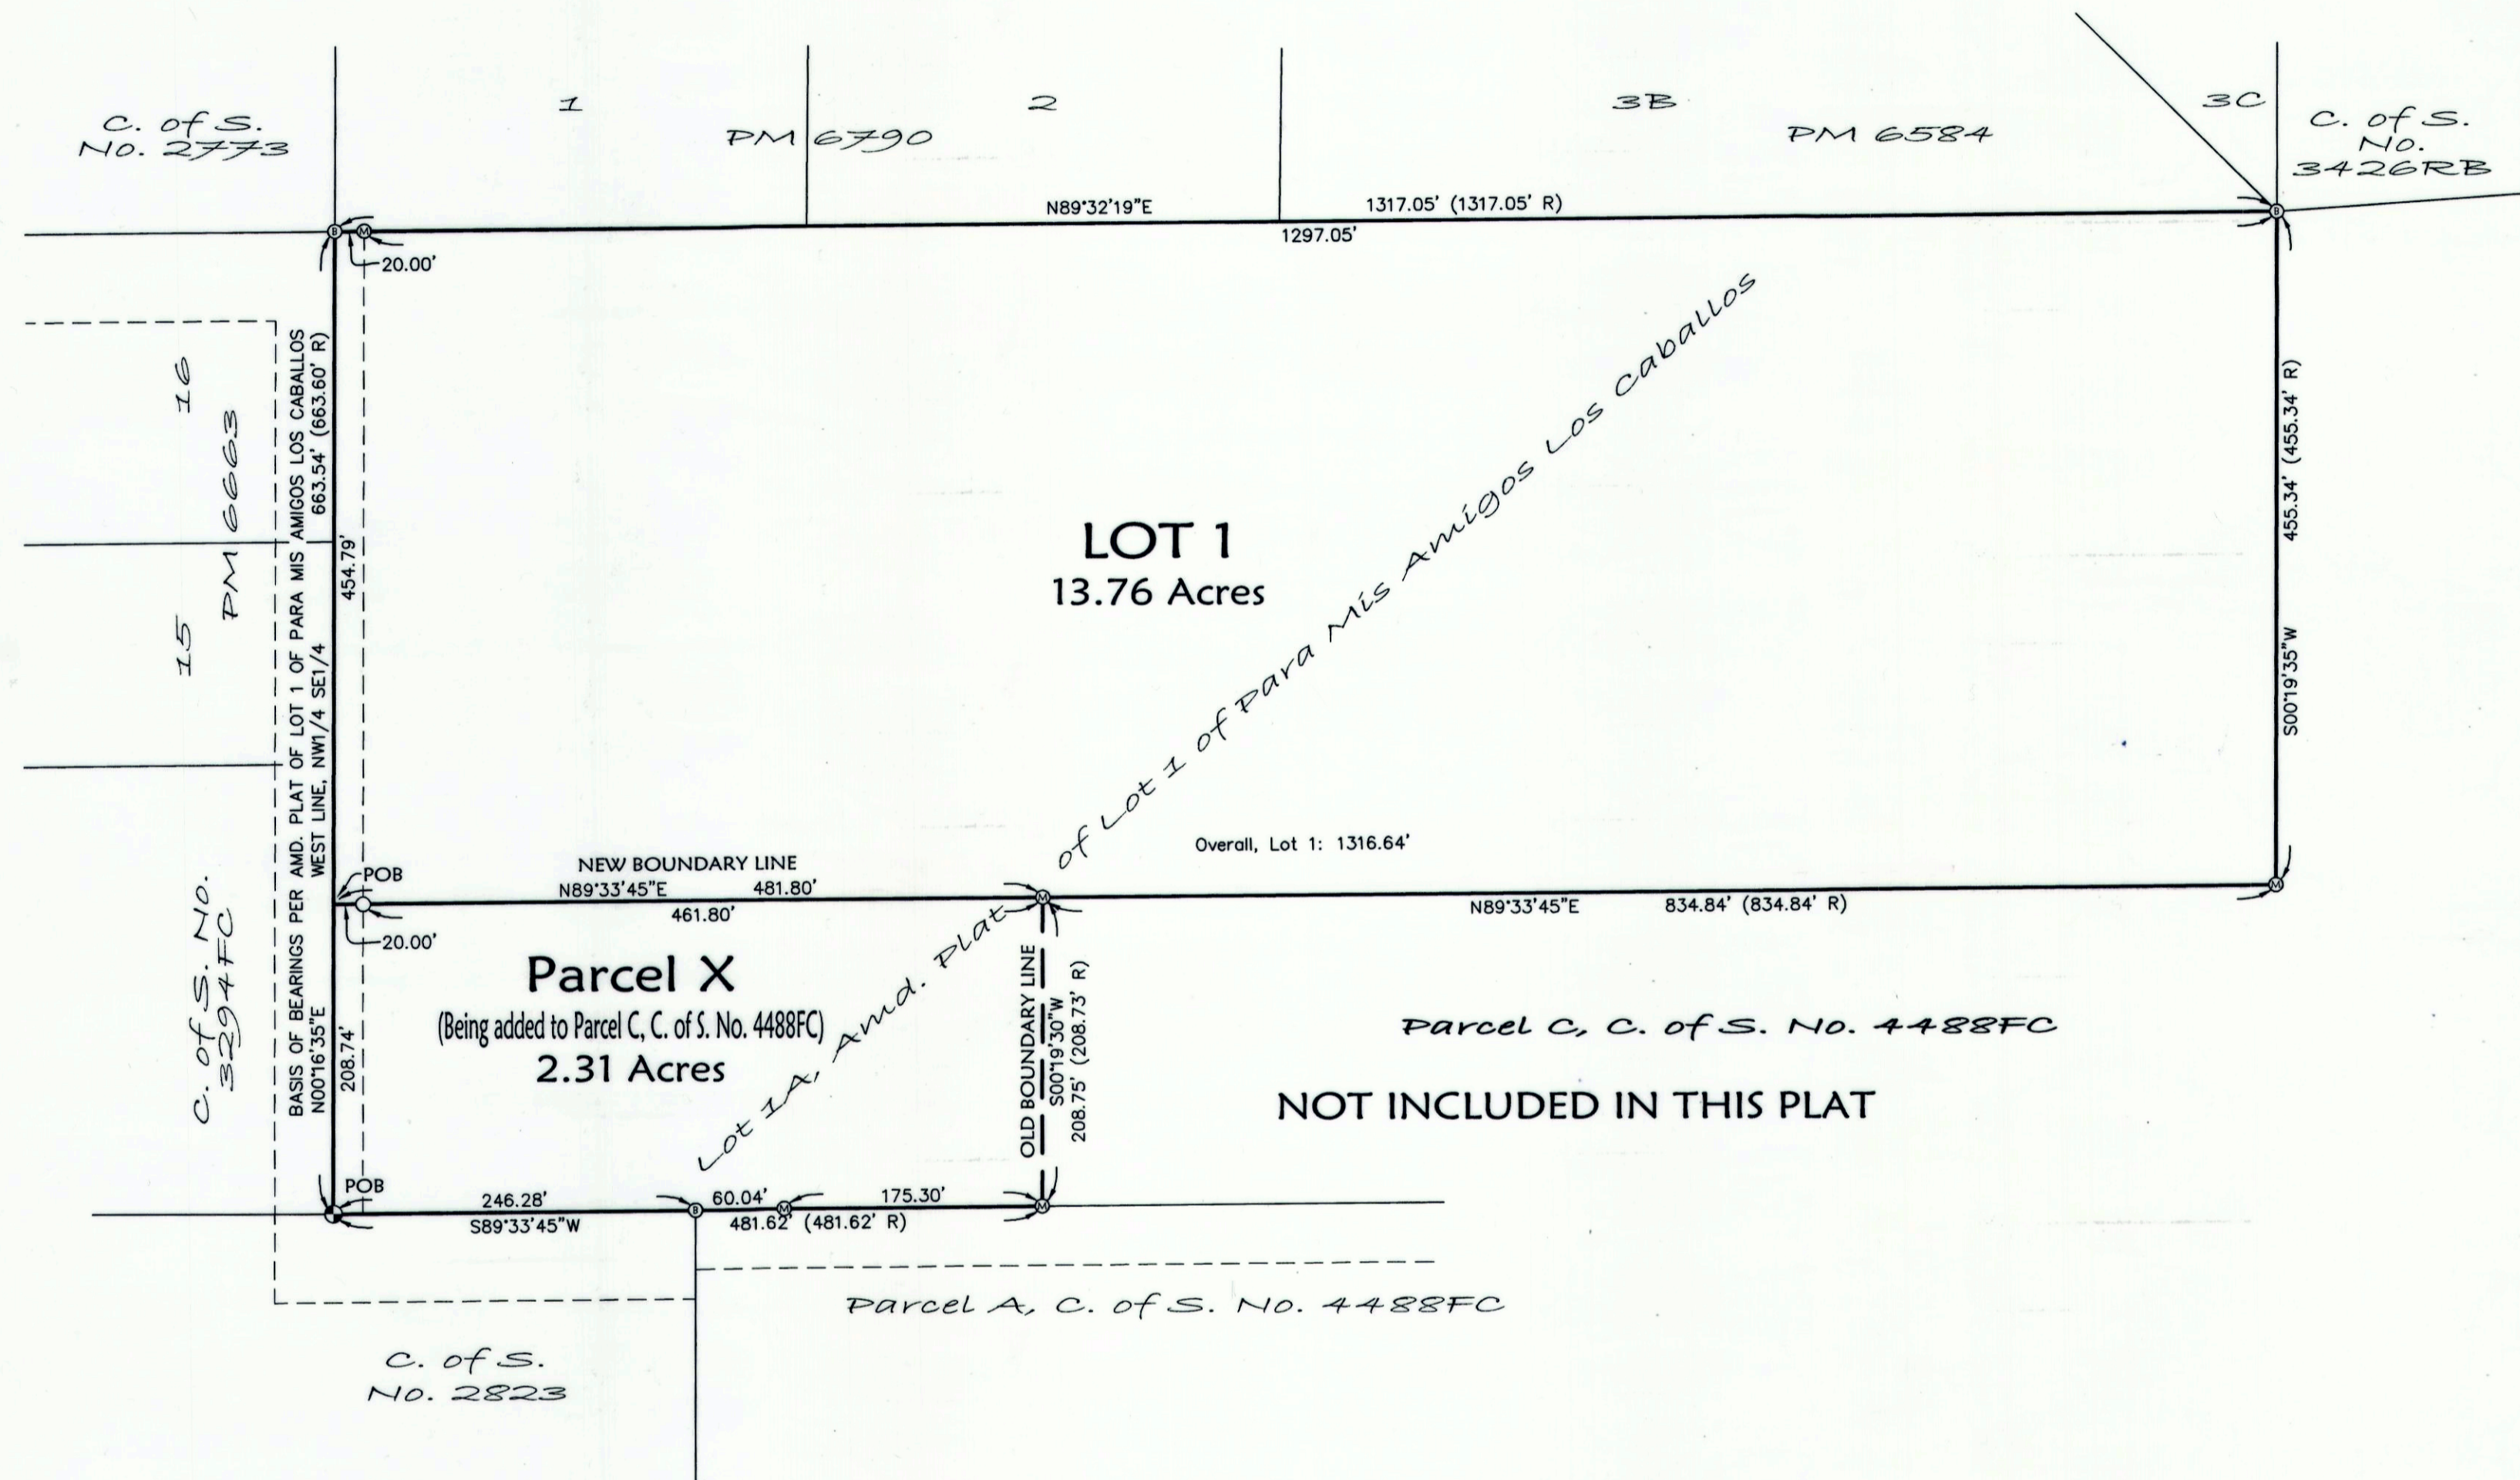 C. of S.
No. 2773
1
PM 6790
2
3B
PM 6584
3C
C. of S.
No.
3426RB
N89°32'19"E
1317.05' (1317.05' R)
1297.05'
B
M
B
20.00'
16
15
PM 6663
BASIS OF BEARINGS PER AMD. PLAT OF LOT 1 OF PARA MIS AMIGOS LOS CABALLOS
WEST LINE, NW1/4 SE1/4
663.54' (663.60' R)
N00°16'35"E
454.79'
LOT 1
13.76 Acres
Lot 1A, Amd. Plat of Lot 1 of Para Mis Amigos Los Caballos
455.34' (455.34' R)
S00°19'35"W
Overall, Lot 1: 1316.64'
POB
NEW BOUNDARY LINE
N89°33'45"E
481.80'
461.80'
M
M
N89°33'45"E
834.84' (834.84' R)
20.00'
C. of S. No.
3294FC
208.74'
Parcel X
(Being added to Parcel C, C. of S. No. 4488FC)
2.31 Acres
OLD BOUNDARY LINE
S00°19'30"W
208.75' (208.73' R)
Parcel C, C. of S. No. 4488FC
NOT INCLUDED IN THIS PLAT
POB
246.28'
60.04'
175.30'
B
M
M
S89°33'45"W
481.62' (481.62' R)
Parcel A, C. of S. No. 4488FC
C. of S.
No. 2823